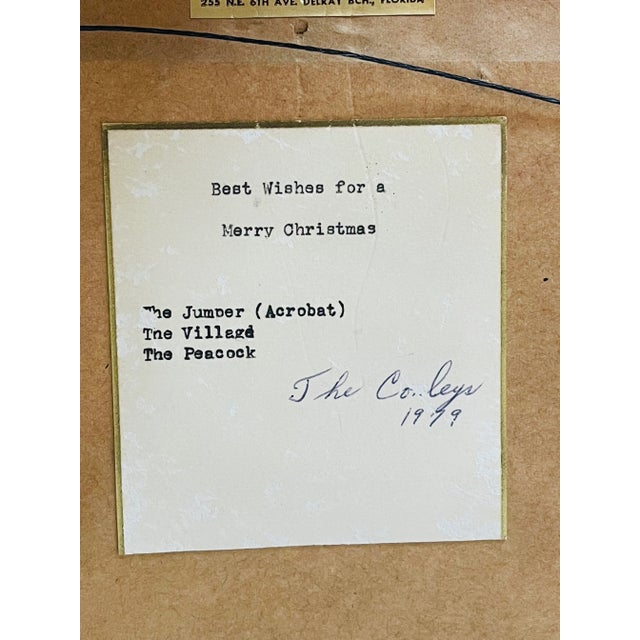 255 N.E. 6TH AVE. DELRAY BCH., FLORIDA
Best Wishes for a
Merry Christmas
The Jumper (Acrobat)
The Village
The Peacock
The
1979